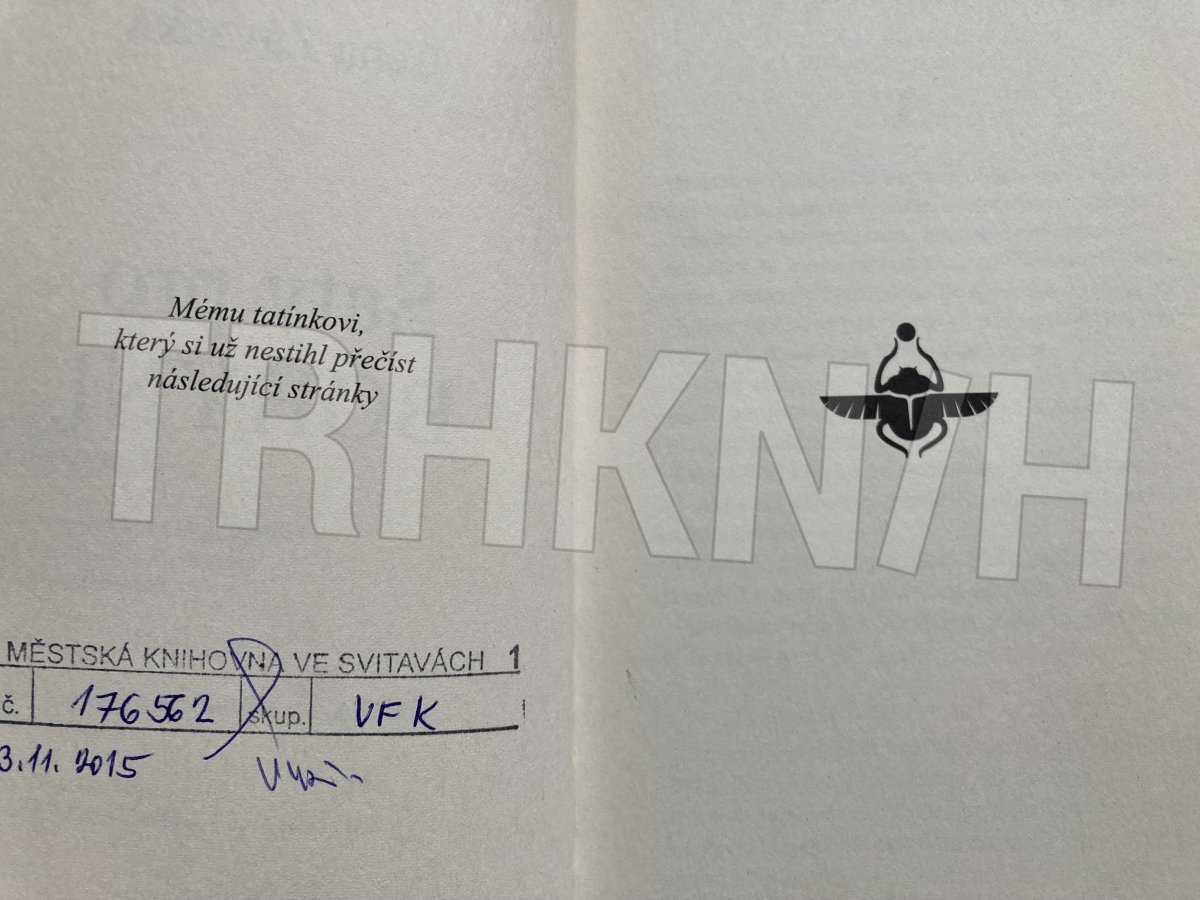 Mému tatínkovi,
který si už nestihl přečíst
následující stránky
TRHKNIH
MĚSTSKÁ KNIHOVNA VE SVITAVÁCH 1
č. 176562 skup. VFK
3.11. 2015